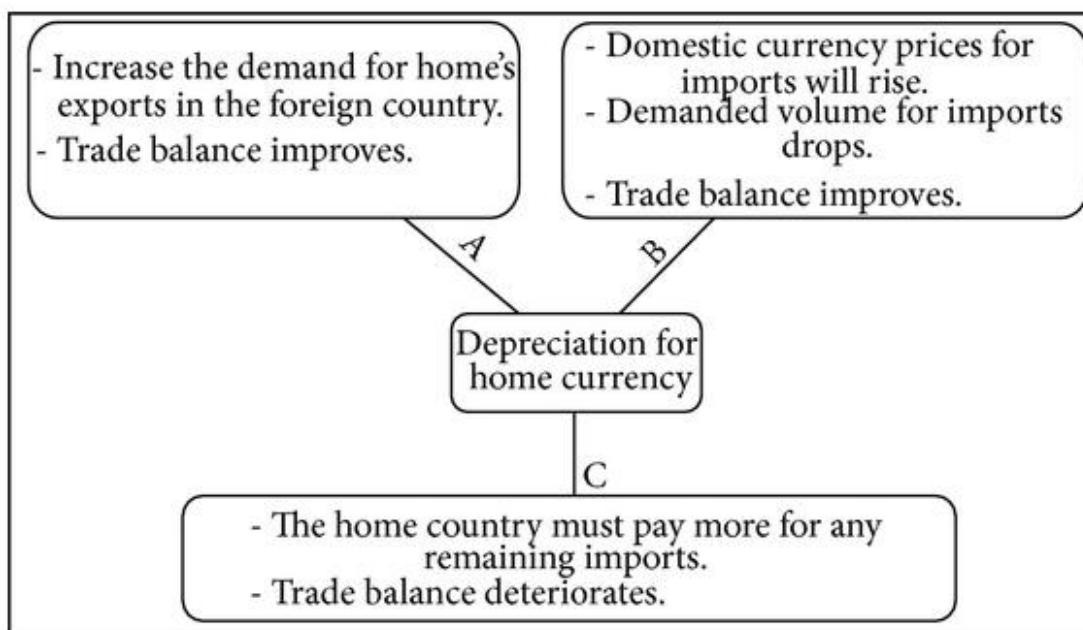 - Increase the demand for home's
exports in the foreign country.
- Trade balance improves.
- Domestic currency prices for
imports will rise.
- Demanded volume for imports
drops.
- Trade balance improves.
A
B
Depreciation for
home currency
C
- The home country must pay more for any
remaining imports.
- Trade balance deteriorates.